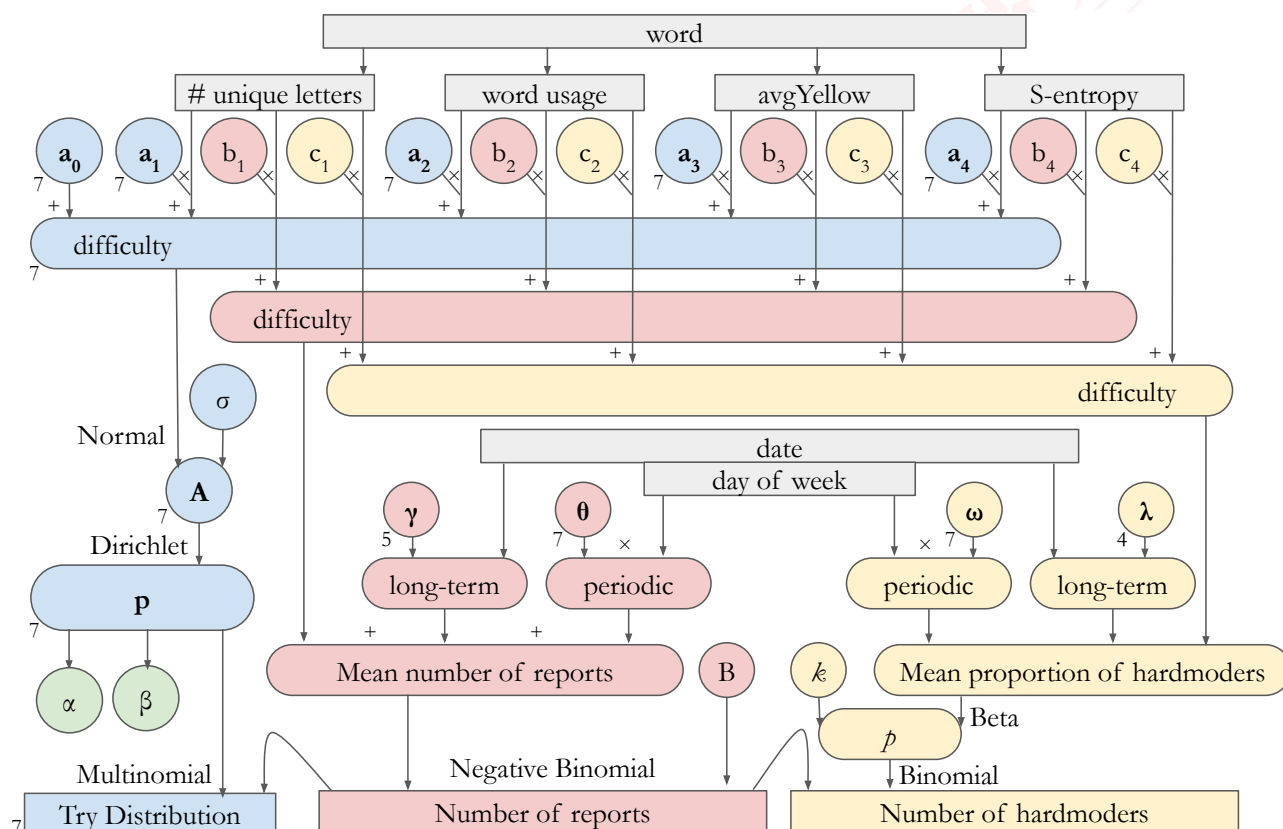 word
# unique letters word usage avgYellow S-entropy
a0 a1 b1 c1 a2 b2 c2 a3 b3 c3 a4 b4 c4
7 7 × × × 7 × × × 7 × × × 7 × × ×
+ + + + +
difficulty
7
+ + + +
difficulty
+ + + +
difficulty
σ
Normal
date
day of week
A
7
γ θ ω λ
5 7 × × 7 4
Dirichlet
long-term periodic periodic long-term
p
7
+ +
Mean number of reports B k Mean proportion of hardmoders
α β
Beta
p
Multinomial Negative Binomial Binomial
Try Distribution Number of reports Number of hardmoders
7